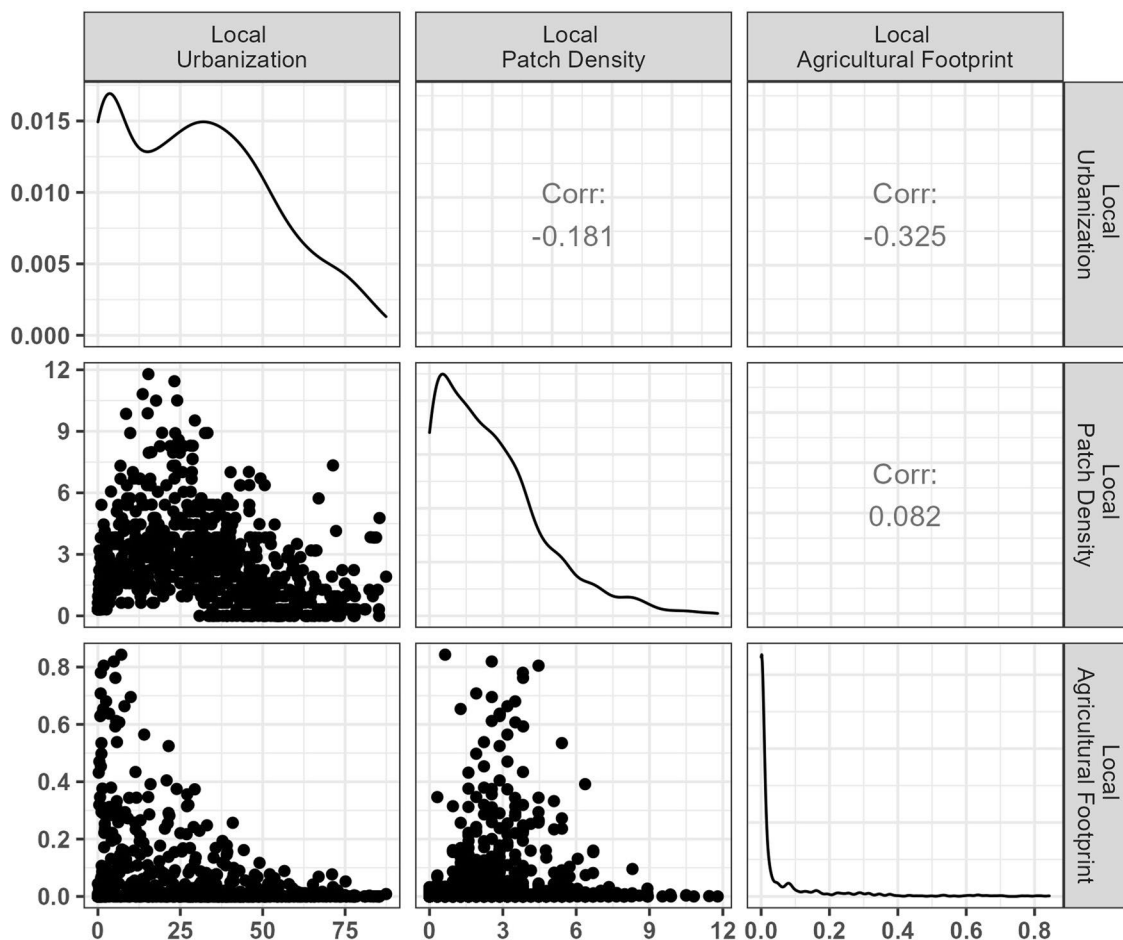 Local
Urbanization
Local
Patch Density
Local
Agricultural Footprint
0.015
0.010
0.005
0.000
Corr:
-0.181
Corr:
-0.325
Local
Urbanization
12
9
6
3
0
Corr:
0.082
Local
Patch Density
0.8
0.6
0.4
0.2
0.0
Local
Agricultural Footprint
0 25 50 75
0 3 6 9 12
0.0 0.2 0.4 0.6 0.8